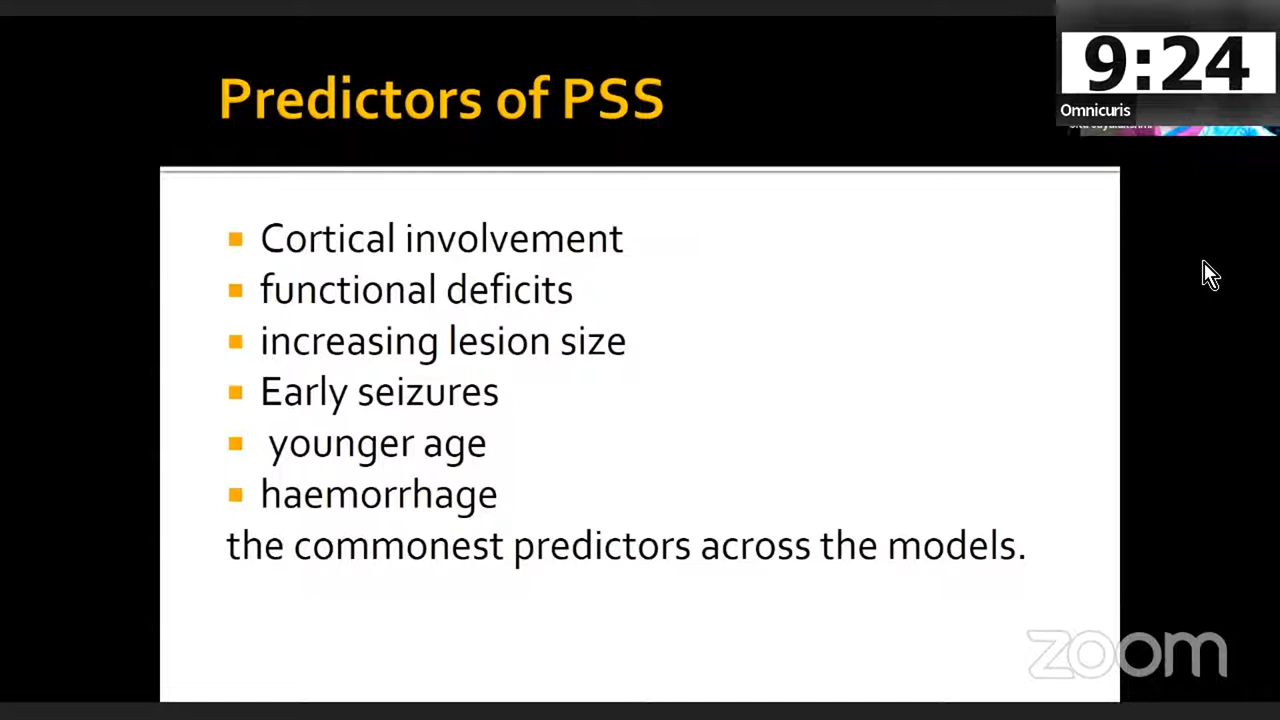 9:24
Omnicuris
Predictors of PSS
Cortical involvement
functional deficits
increasing lesion size
Early seizures
younger age
haemorrhage
the commonest predictors across the models.
zoom